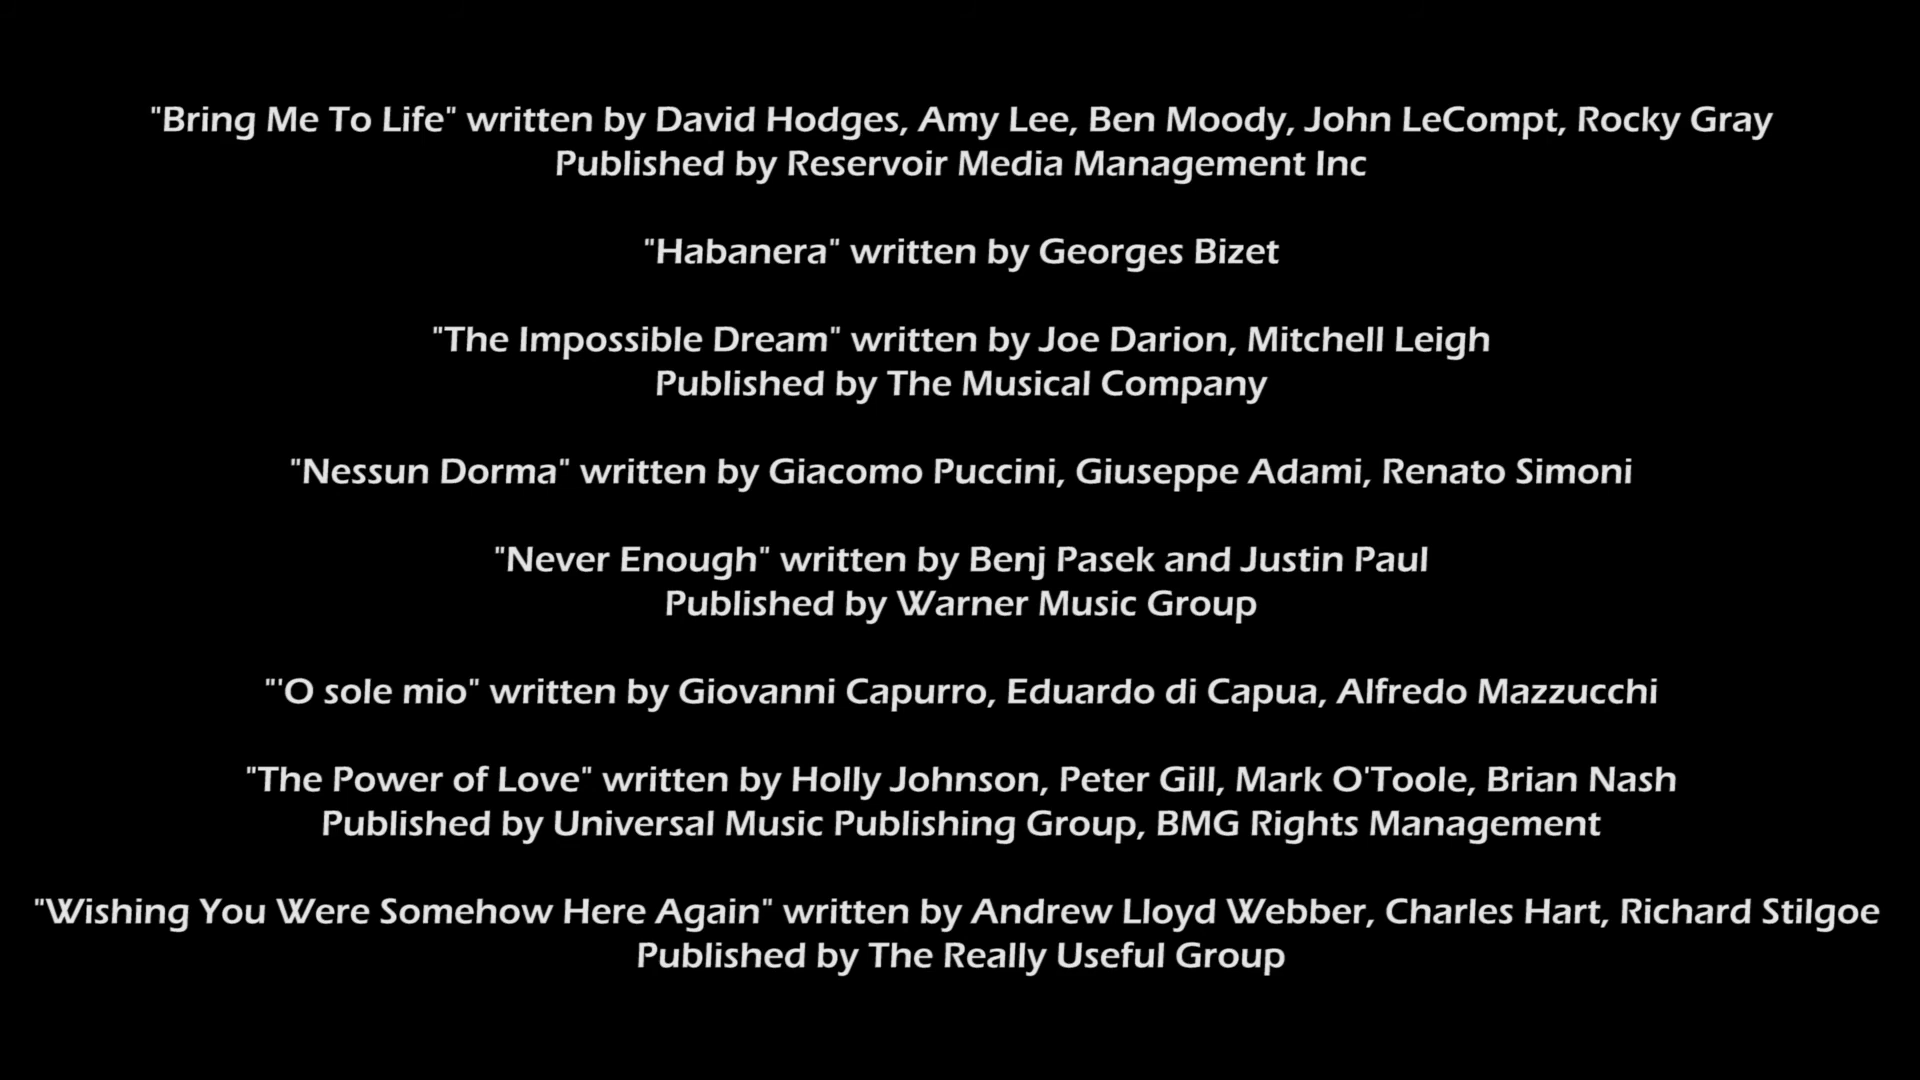 "Bring Me To Life" written by David Hodges, Amy Lee, Ben Moody, John LeCompt, Rocky Gray
Published by Reservoir Media Management Inc
"Habanera" written by Georges Bizet
"The Impossible Dream" written by Joe Darion, Mitchell Leigh
Published by The Musical Company
"Nessun Dorma" written by Giacomo Puccini, Giuseppe Adami, Renato Simoni
"Never Enough" written by Benj Pasek and Justin Paul
Published by Warner Music Group
"'O sole mio" written by Giovanni Capurro, Eduardo di Capua, Alfredo Mazzucchi
"The Power of Love" written by Holly Johnson, Peter Gill, Mark O'Toole, Brian Nash
Published by Universal Music Publishing Group, BMG Rights Management
"Wishing You Were Somehow Here Again" written by Andrew Lloyd Webber, Charles Hart, Richard Stilgoe
Published by The Really Useful Group